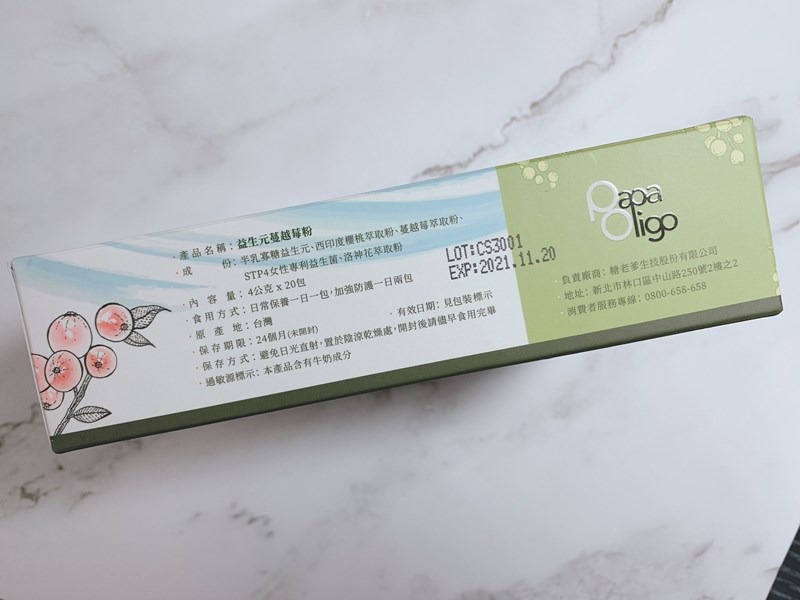 ·產品名稱：益生元蔓越莓粉
·成　　份：半乳寡糖益生元、西印度櫻桃萃取粉、蔓越莓萃取粉、
STP4女性專利益生菌、洛神花萃取粉
·內 容 量：4公克 x 20包
·食用方式：日常保養一日一包，加強防護一日兩包
·原 產 地：台灣
·有效日期：見包裝標示
·保存期限：24個月(未開封)
·保存方式：避免日光直射，置於陰涼乾燥處，開封後請儘早食用完畢
·過敏源標示：本產品含有牛奶成分
LOT:CS3001
EXP:2021.11.20
Papa
Oligo
·負責廠商：糖老爹生技股份有限公司
·地址：新北市林口區中山路250號2樓之2
·消費者服務專線：0800-658-658